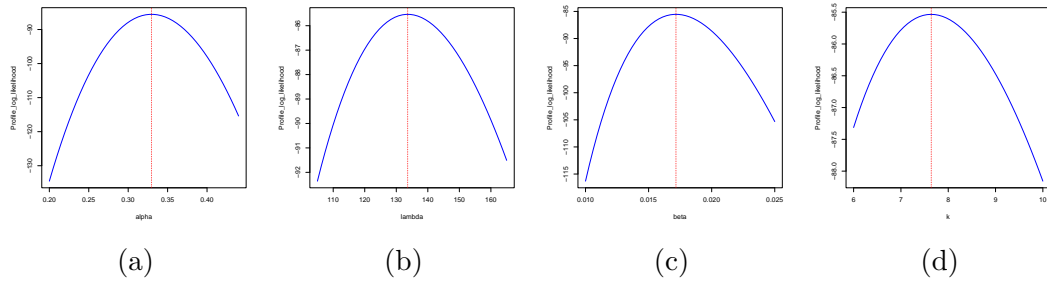 Profile_log_likelihood
−90
−100
−110
−120
−130
0.20 0.25 0.30 0.35 0.40
alpha
(a)
Profile_log_likelihood
−86
−87
−88
−89
−90
−91
−92
110 120 130 140 150 160
lambda
(b)
Profile_log_likelihood
−85
−90
−95
−100
−105
−110
−115
0.010 0.015 0.020 0.025
beta
(c)
Profile_log_likelihood
−85.5
−86.0
−86.5
−87.0
−87.5
−88.0
6 7 8 9 10
k
(d)